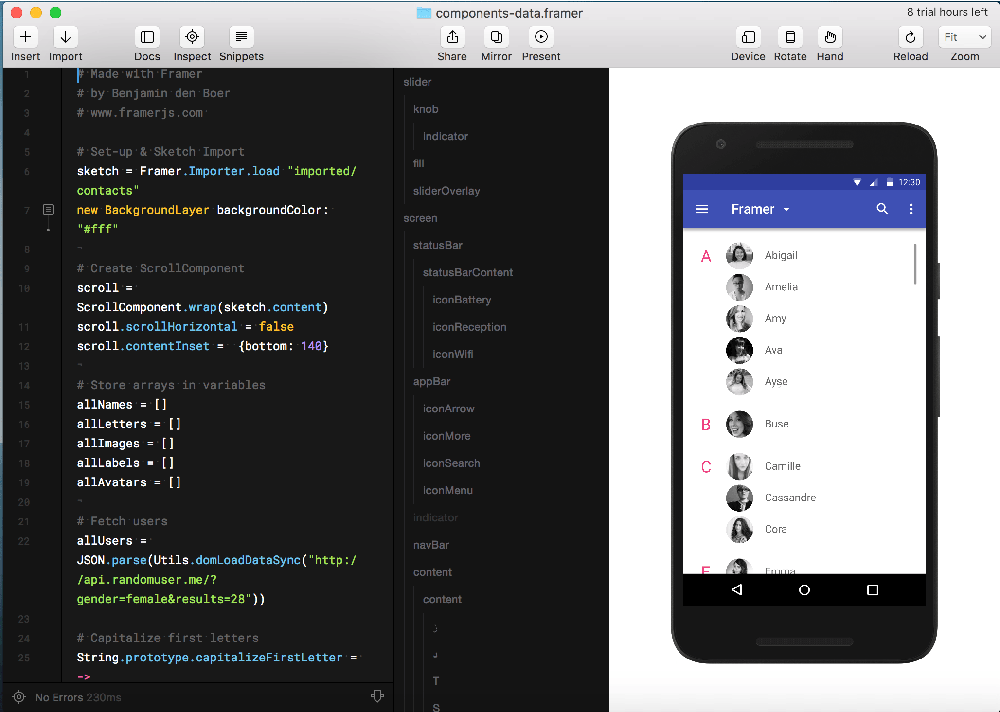 components-data.framer
8 trial hours left
Insert
Import
Docs
Inspect
Snippets
Share
Mirror
Present
Device
Rotate
Hand
Reload
Fit
Zoom
1 # Made with Framer
2 # by Benjamin den Boer
3 # www.framerjs.com
4
5 # Set-up & Sketch Import
6 sketch = Framer.Importer.load "imported/
contacts"
7 new BackgroundLayer backgroundColor:
"#fff"
8
9 # Create ScrollComponent
10 scroll =
ScrollComponent.wrap(sketch.content)
11 scroll.scrollHorizontal = false
12 scroll.contentInset = {bottom: 140}
13
14 # Store arrays in variables
15 allNames = []
16 allLetters = []
17 allImages = []
18 allLabels = []
19 allAvatars = []
20
21 # Fetch users
22 allUsers =
JSON.parse(Utils.domLoadDataSync("http:/
/api.randomuser.me/?
gender=female&results=28"))
23
24 # Capitalize first letters
25 String.prototype.capitalizeFirstLetter =
->
No Errors 230ms
slider
knob
Indicator
fill
sliderOverlay
screen
statusBar
statusBarContent
iconBattery
iconReception
iconWifi
appBar
iconArrow
iconMore
iconSearch
iconMenu
indicator
navBar
content
content
T
S
12:30
Framer
A Abigail
Amelia
Amy
Ava
Ayse
B Buse
C Camille
Cassandre
Cora
E Emma